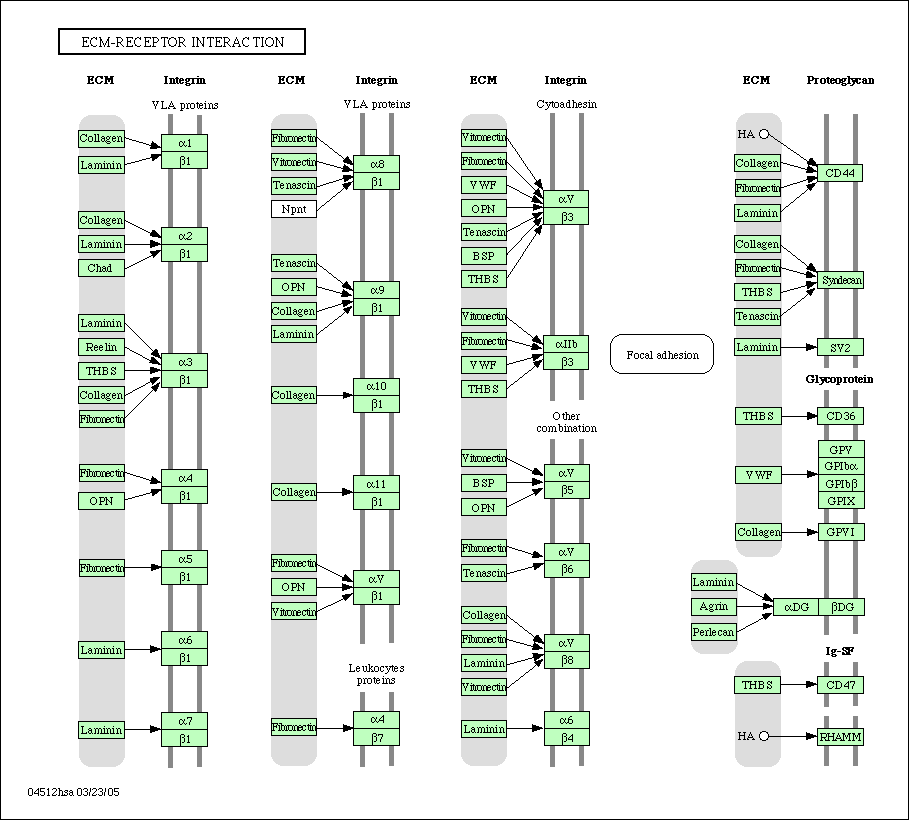 ECM-RECEPTOR INTERACTION
ECM
Integrin
VLA proteins
Collagen
Laminin
α1
β1
Collagen
Laminin
Chad
α2
β1
Laminin
Reelin
THBS
Collagen
Fibronectin
α3
β1
Fibronectin
OPN
α4
β1
Fibronectin
α5
β1
Laminin
α6
β1
Laminin
α7
β1
ECM
Integrin
VLA proteins
Fibronectin
Vitronectin
Tenascin
Npnt
α8
β1
Tenascin
OPN
Collagen
Laminin
α9
β1
Collagen
α10
β1
Collagen
α11
β1
Fibronectin
OPN
Vitronectin
αV
β1
Leukocytes
proteins
Fibronectin
α4
β7
ECM
Integrin
Cytoadhesin
Vitronectin
Fibronectin
VWF
OPN
Tenascin
BSP
THBS
αV
β3
Vitronectin
Fibronectin
VWF
THBS
αIIb
β3
Other
combination
Vitronectin
BSP
OPN
αV
β5
Fibronectin
Tenascin
αV
β6
Collagen
Fibronectin
Laminin
Vitronectin
αV
β8
Laminin
α6
β4
Focal adhesion
ECM
Proteoglycan
HA
Collagen
Fibronectin
Laminin
CD44
Collagen
Fibronectin
THBS
Tenascin
Syndecan
Laminin
SV2
Glycoprotein
THBS
CD36
VWF
GPV
GPIbα
GPIbβ
GPIX
Collagen
GPVI
Laminin
Agrin
Perlecan
αDG
βDG
Ig-SF
THBS
CD47
HA
RHAMM
04512hsa 03/23/05